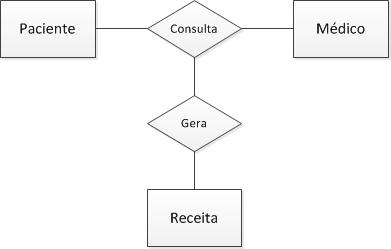 Paciente
Consulta
Médico
Gera
Receita